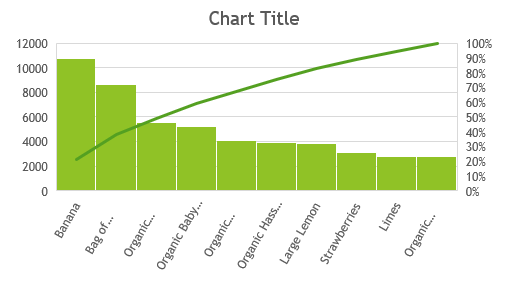 Chart Title
12000
10000
8000
6000
4000
2000
0
100%
90%
80%
70%
60%
50%
40%
30%
20%
10%
0%
Banana
Bag of...
Organic...
Organic Baby...
Organic...
Organic Hass...
Large Lemon
Strawberries
Limes
Organic...